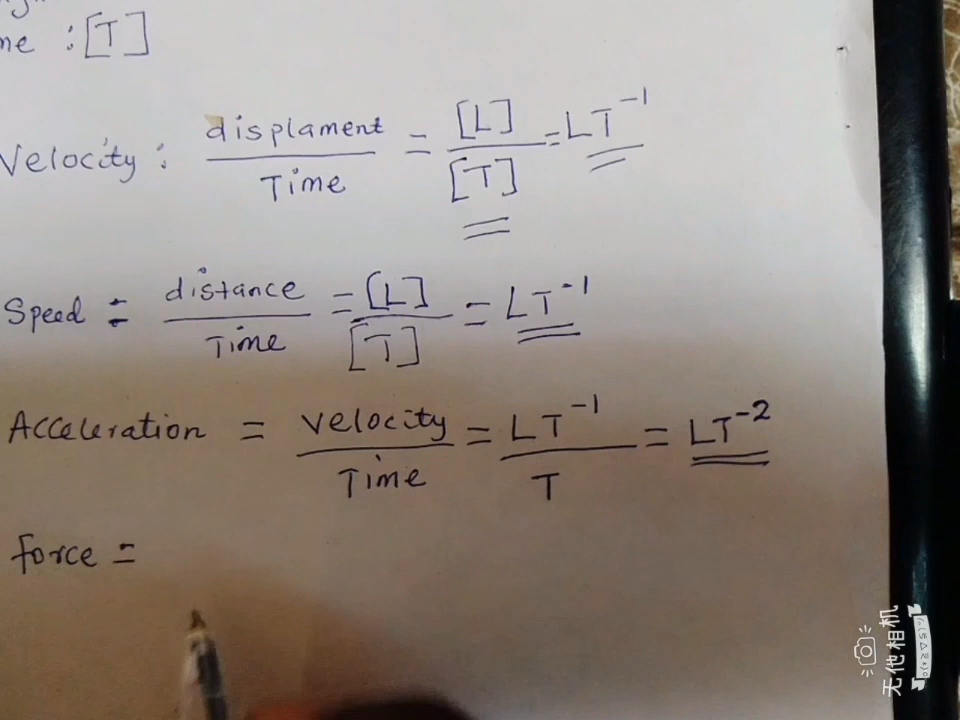 : [T]
Velocity : displament / Time = [L] / [T] = LT⁻¹
Speed = distance / Time = [L] / [T] = LT⁻¹
Acceleration = Velocity / Time = LT⁻¹ / T = LT⁻²
Force =
无他相机